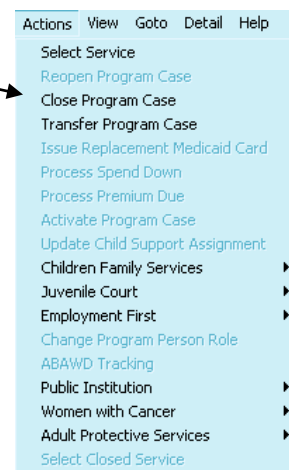 Actions View Goto Detail Help
Select Service
Reopen Program Case
Close Program Case
Transfer Program Case
Issue Replacement Medicaid Card
Process Spend Down
Process Premium Due
Activate Program Case
Update Child Support Assignment
Children Family Services
Juvenile Court
Employment First
Change Program Person Role
ABAWD Tracking
Public Institution
Women with Cancer
Adult Protective Services
Select Closed Service